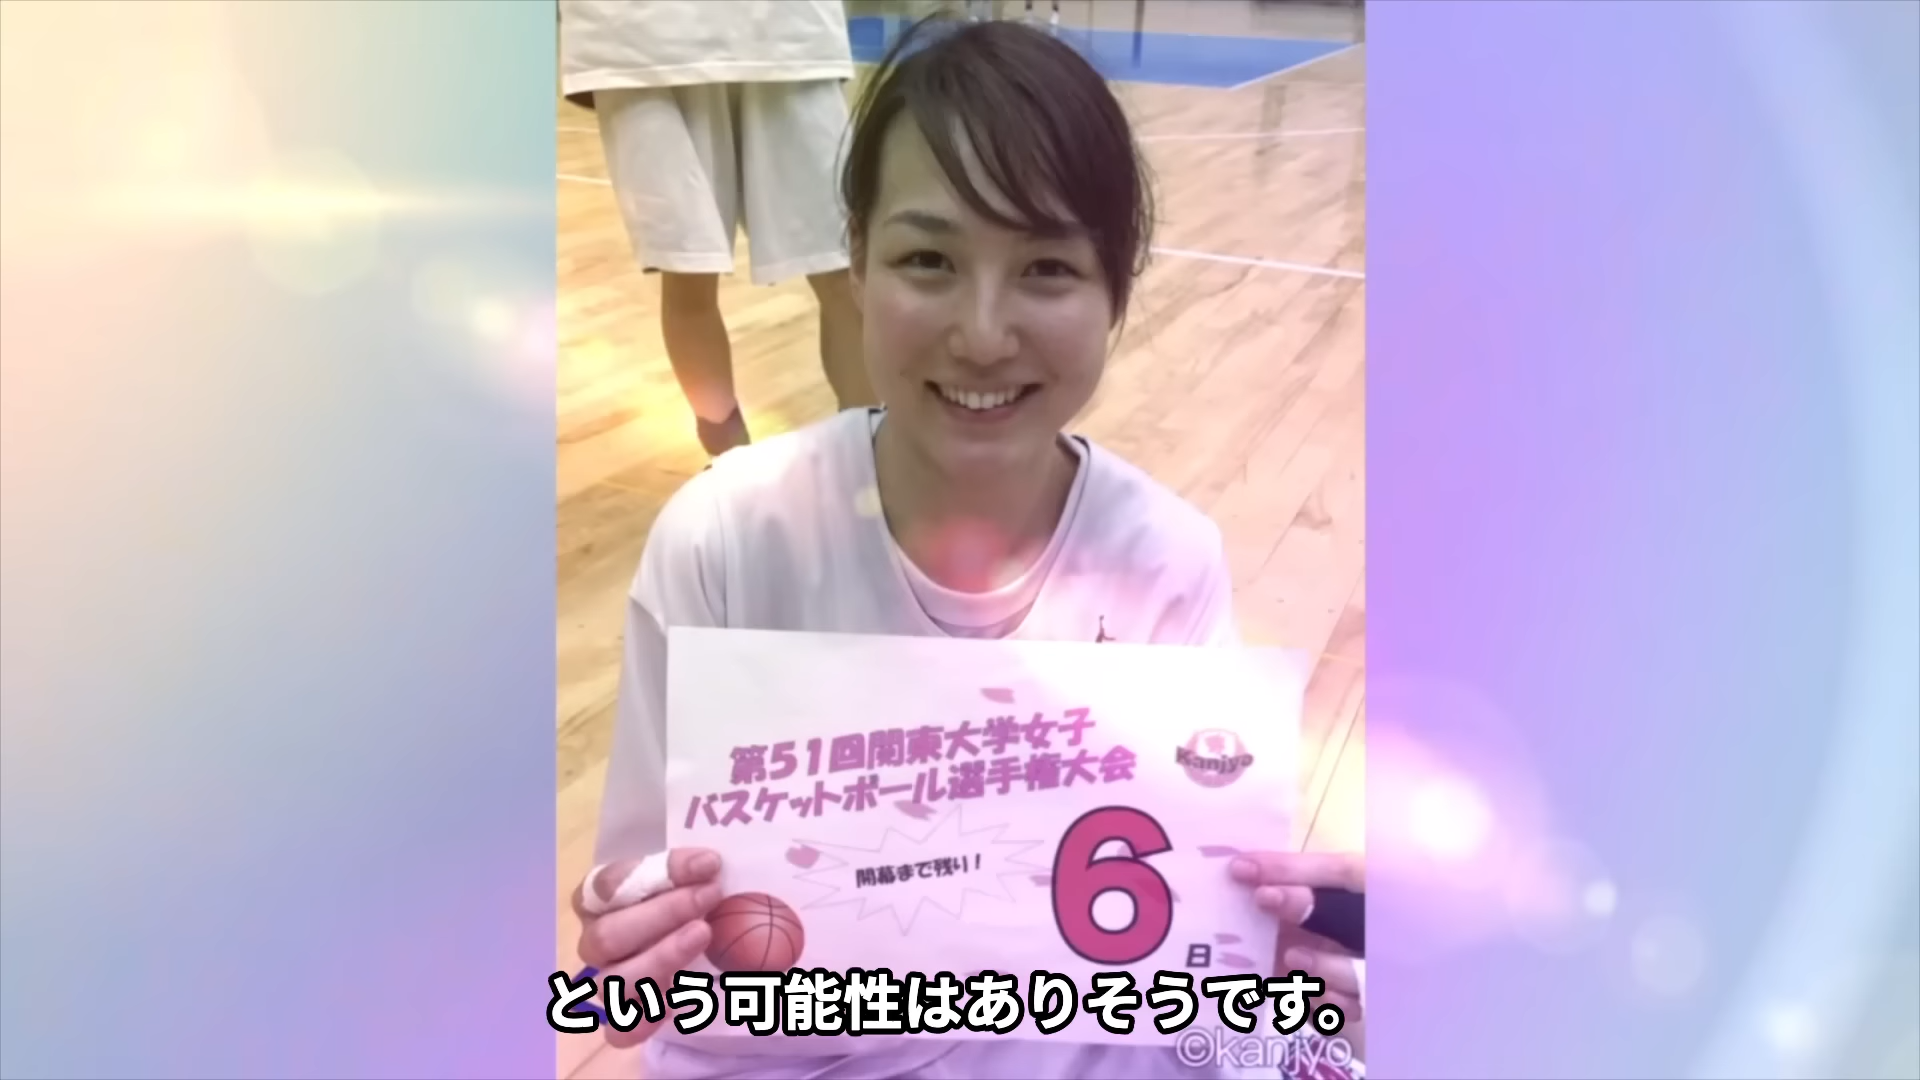 第51回関東大学女子
バスケットボール選手権大会
Kanjyo
開幕まで残り!
6
日
という可能性はありそうです。
©kanjyo